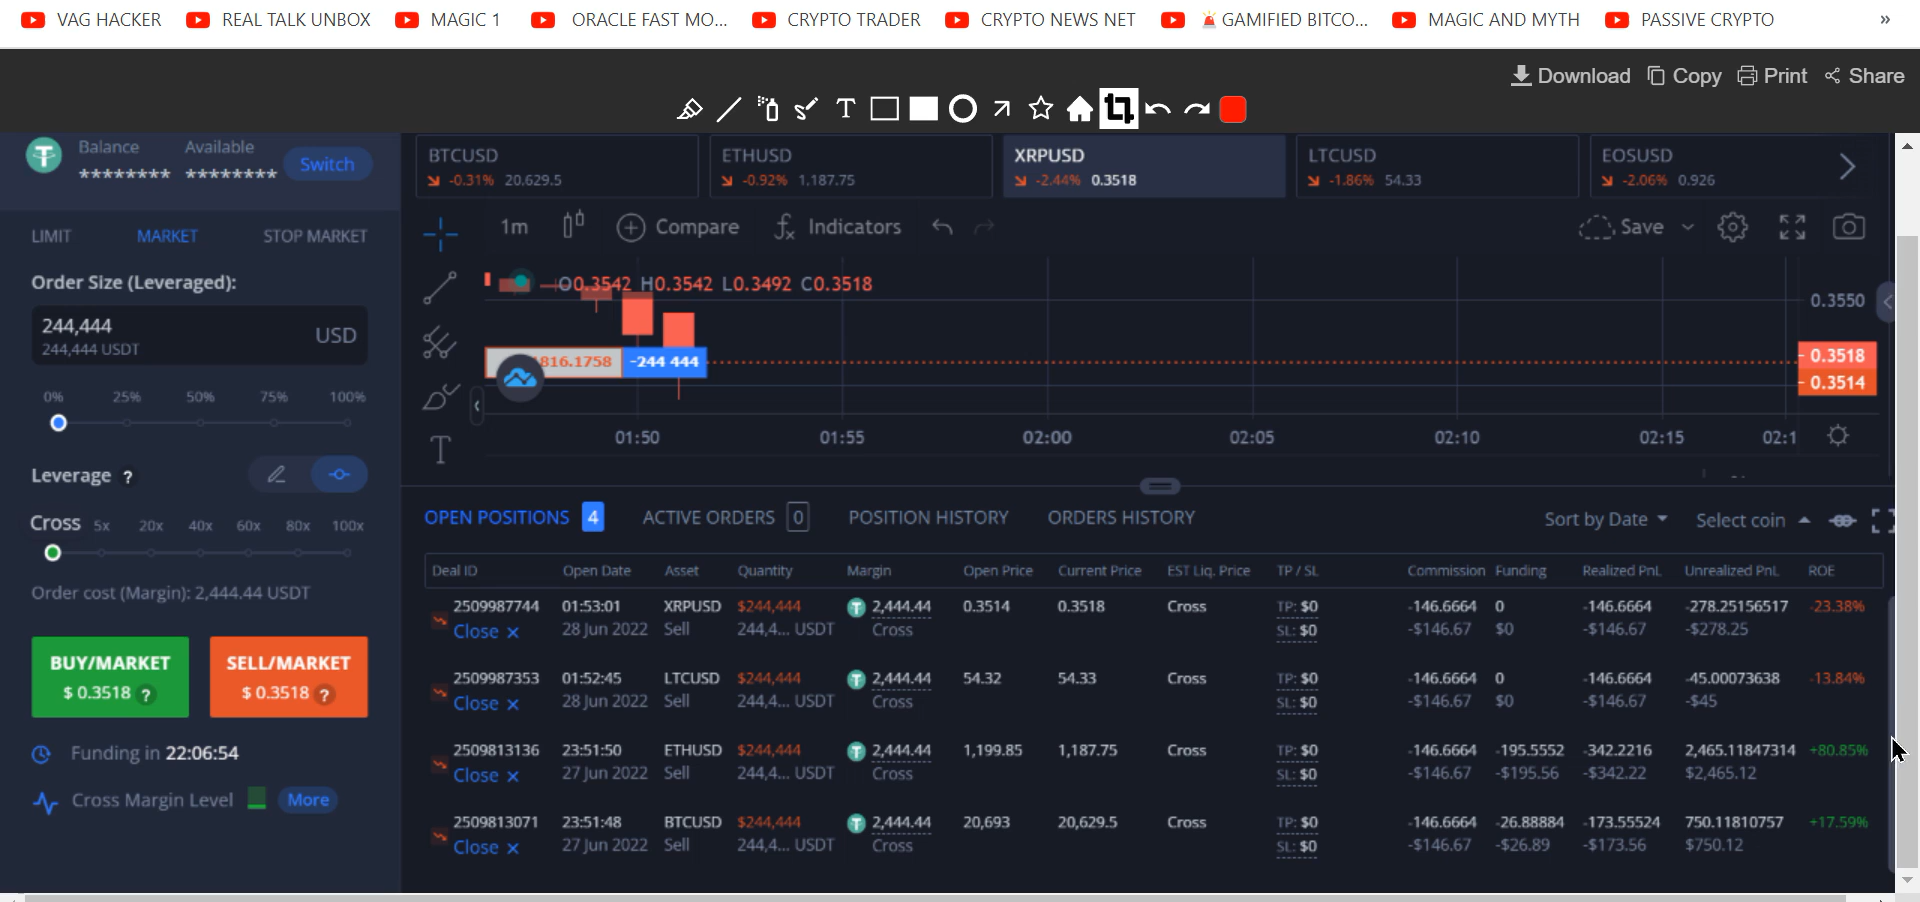 VAG HACKER REAL TALK UNBOX MAGIC 1 ORACLE FAST MO... CRYPTO TRADER CRYPTO NEWS NET GAMIFIED BITCO... MAGIC AND MYTH PASSIVE CRYPTO »
Download Copy Print Share
T
Balance Available
******** ******** Switch
BTCUSD ETHUSD XRPUSD LTCUSD EOSUSD
-0.31% 20.629.5 -0.92% 1,187.75 -2.44% 0.3518 -1.86% 54.33 -2.06% 0.926
LIMIT MARKET STOP MARKET
1m Compare Indicators Save
Order Size (Leveraged):
O0.3542 H0.3542 L0.3492 C0.3518
0.3550
244,444 USD
244,444 USDT
816.1758 -244 444
0.3518
0.3514
0% 25% 50% 75% 100%
01:50 01:55 02:00 02:05 02:10 02:15 02:1
Leverage ?
Cross 5x 20x 40x 60x 80x 100x
OPEN POSITIONS 4 ACTIVE ORDERS 0 POSITION HISTORY ORDERS HISTORY Sort by Date Select coin
Order cost (Margin): 2,444.44 USDT
BUY/MARKET SELL/MARKET
$ 0.3518 ? $ 0.3518 ?
Funding in 22:06:54
Cross Margin Level More
Deal ID Open Date Asset Quantity Margin Open Price Current Price EST Liq. Price TP / SL Commission Funding Realized PnL Unrealized PnL ROE
2509987744 01:53:01 XRPUSD $244,444 2,444.44 0.3514 0.3518 Cross TP: $0 -146.6664 0 -146.6664 -278.25156517 -23.38%
Close × 28 Jun 2022 Sell 244,4... USDT Cross SL: $0 -$146.67 $0 -$146.67 -$278.25
2509987353 01:52:45 LTCUSD $244,444 2,444.44 54.32 54.33 Cross TP: $0 -146.6664 0 -146.6664 -45.00073638 -13.84%
Close × 28 Jun 2022 Sell 244,4... USDT Cross SL: $0 -$146.67 $0 -$146.67 -$45
2509813136 23:51:50 ETHUSD $244,444 2,444.44 1,199.85 1,187.75 Cross TP: $0 -146.6664 -195.5552 -342.2216 2,465.11847314 +80.85%
Close × 27 Jun 2022 Sell 244,4... USDT Cross SL: $0 -$146.67 -$195.56 -$342.22 $2,465.12
2509813071 23:51:48 BTCUSD $244,444 2,444.44 20,693 20,629.5 Cross TP: $0 -146.6664 -26.88884 -173.55524 750.11810757 +17.59%
Close × 27 Jun 2022 Sell 244,4... USDT Cross SL: $0 -$146.67 -$26.89 -$173.56 $750.12